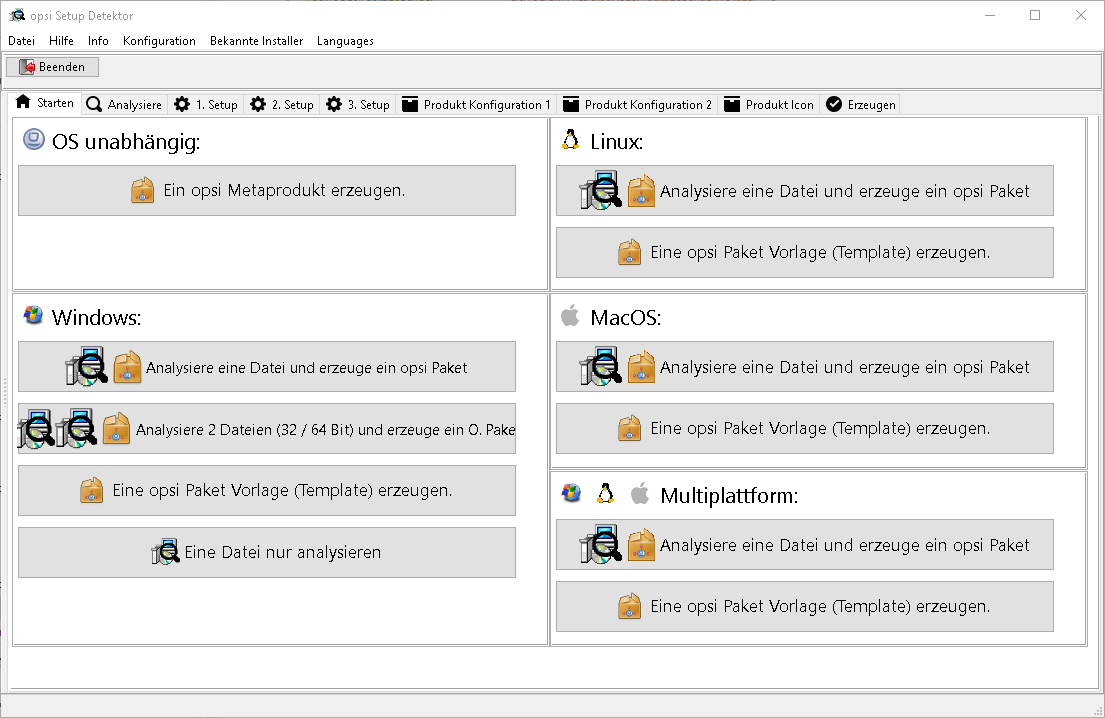 opsi Setup Detektor
Datei Hilfe Info Konfiguration Bekannte Installer Languages
Beenden
Starten Analysiere 1. Setup 2. Setup 3. Setup Produkt Konfiguration 1 Produkt Konfiguration 2 Produkt Icon Erzeugen
OS unabhängig:
Ein opsi Metaprodukt erzeugen.
Linux:
Analysiere eine Datei und erzeuge ein opsi Paket
Eine opsi Paket Vorlage (Template) erzeugen.
Windows:
Analysiere eine Datei und erzeuge ein opsi Paket
Analysiere 2 Dateien (32 / 64 Bit) und erzeuge ein O. Pake
Eine opsi Paket Vorlage (Template) erzeugen.
Eine Datei nur analysieren
MacOS:
Analysiere eine Datei und erzeuge ein opsi Paket
Eine opsi Paket Vorlage (Template) erzeugen.
Multiplattform:
Analysiere eine Datei und erzeuge ein opsi Paket
Eine opsi Paket Vorlage (Template) erzeugen.